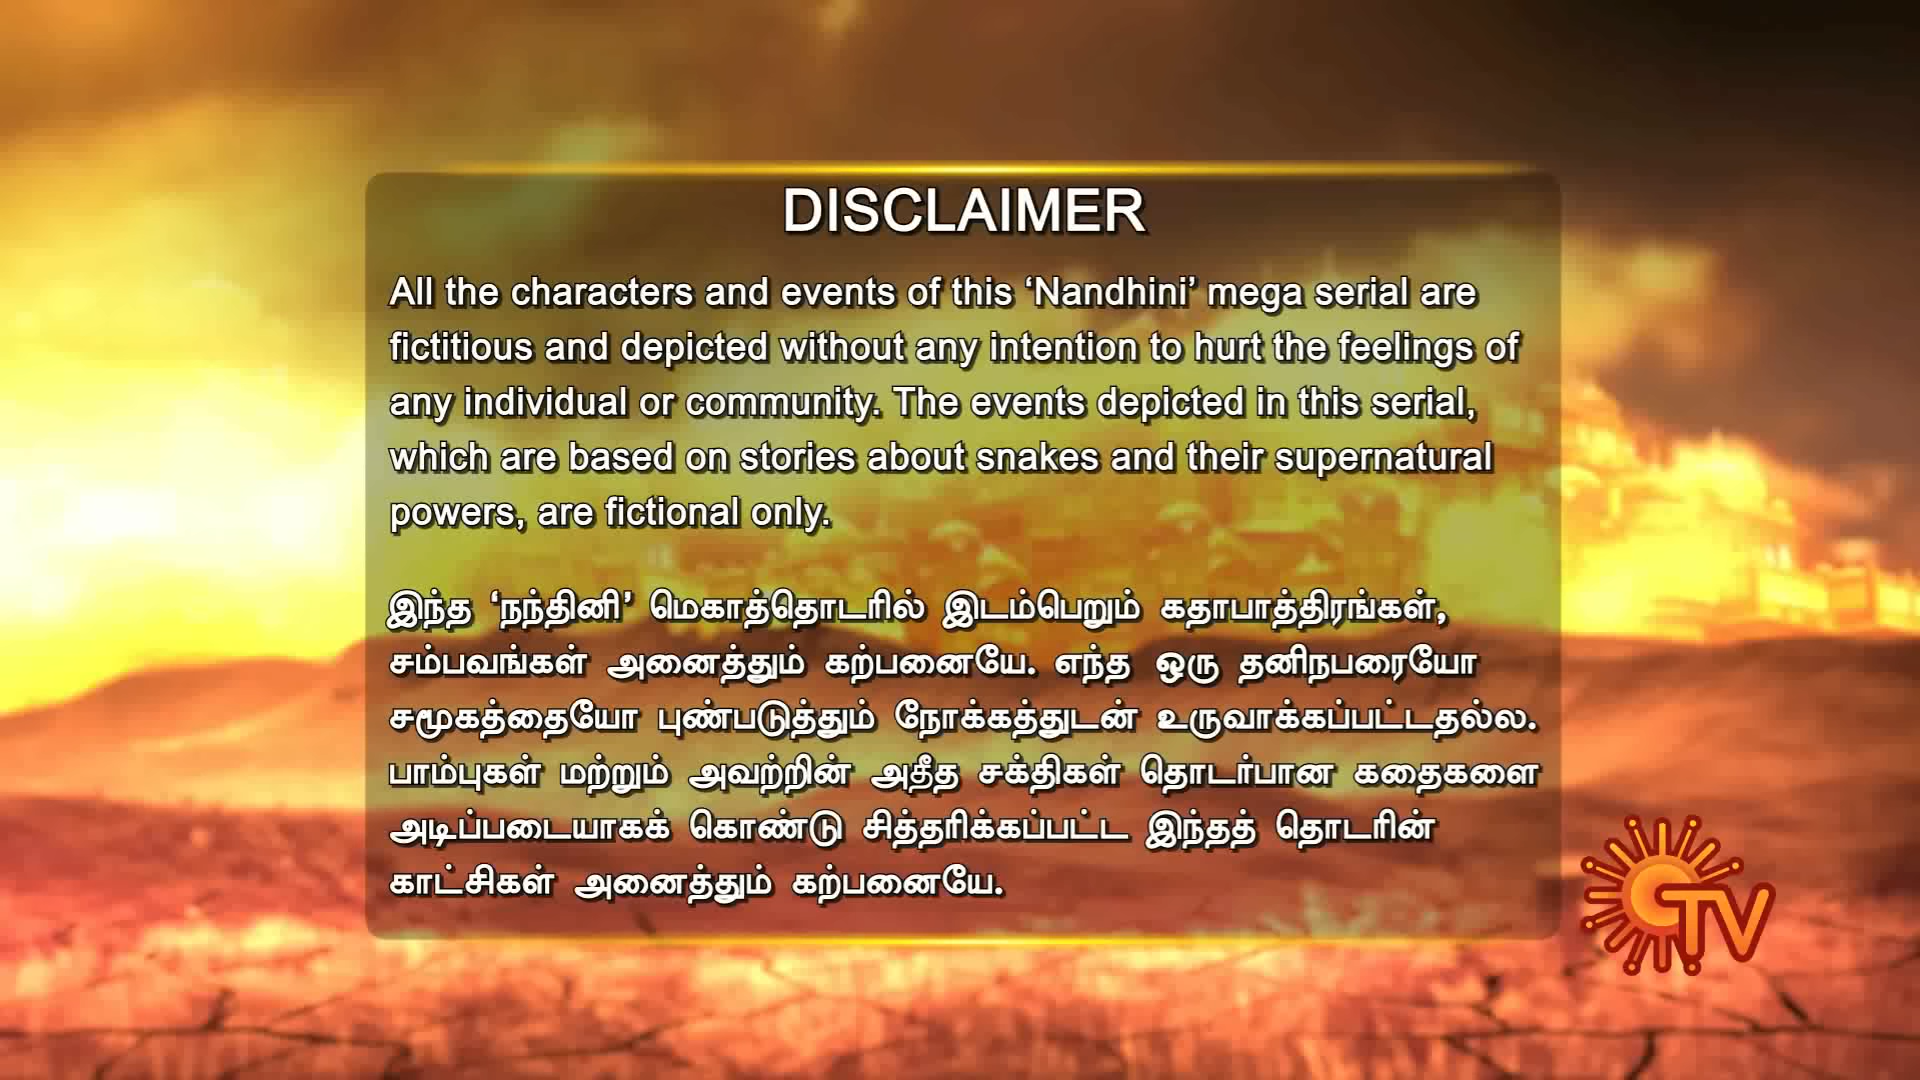 DISCLAIMER
All the characters and events of this ‘Nandhini’ mega serial are
fictitious and depicted without any intention to hurt the feelings of
any individual or community. The events depicted in this serial,
which are based on stories about snakes and their supernatural
powers, are fictional only.
இந்த ‘நந்தினி’ மெகாத்தொடரில் இடம்பெறும் கதாபாத்திரங்கள்,
சம்பவங்கள் அனைத்தும் கற்பனையே. எந்த ஒரு தனிநபரையோ
சமூகத்தையோ புண்படுத்தும் நோக்கத்துடன் உருவாக்கப்பட்டதல்ல.
பாம்புகள் மற்றும் அவற்றின் அதீத சக்திகள் தொடர்பான கதைகளை
அடிப்படையாகக் கொண்டு சித்தரிக்கப்பட்ட இந்தத் தொடரின்
காட்சிகள் அனைத்தும் கற்பனையே.
TV